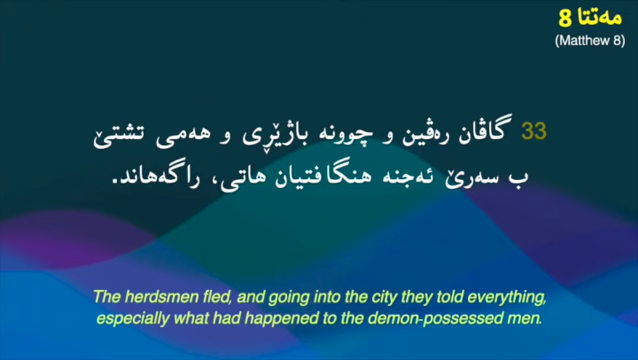 مەتتا 8
(Matthew 8)
33 گاڤان رەڤین و چوونە باژێڕی و هەمی تشتێ
ب سەرێ ئەجنە هنگافتیان هاتی، راگەهاند.
The herdsmen fled, and going into the city they told everything,
especially what had happened to the demon-possessed men.